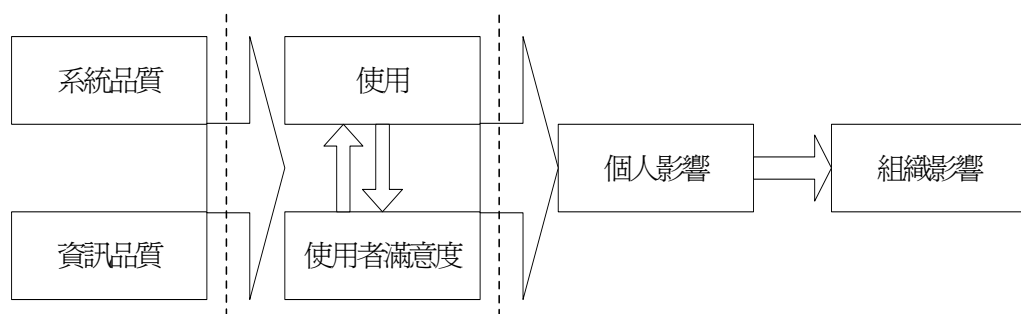 系統品質
使用
個人影響
組織影響
資訊品質
使用者滿意度